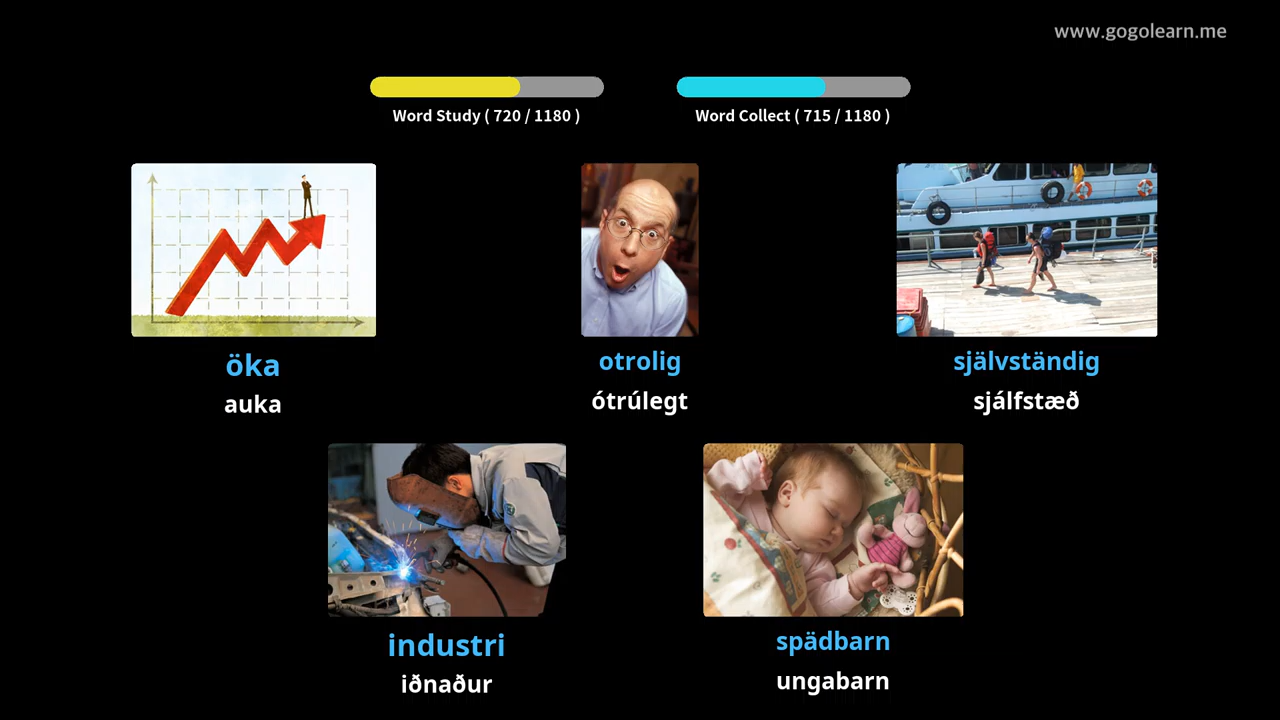 www.gogolearn.me
Word Study ( 720 / 1180 )
Word Collect ( 715 / 1180 )
öka
auka
otrolig
ótrúlegt
självständig
sjálfstæð
industri
iðnaður
spädbarn
ungabarn